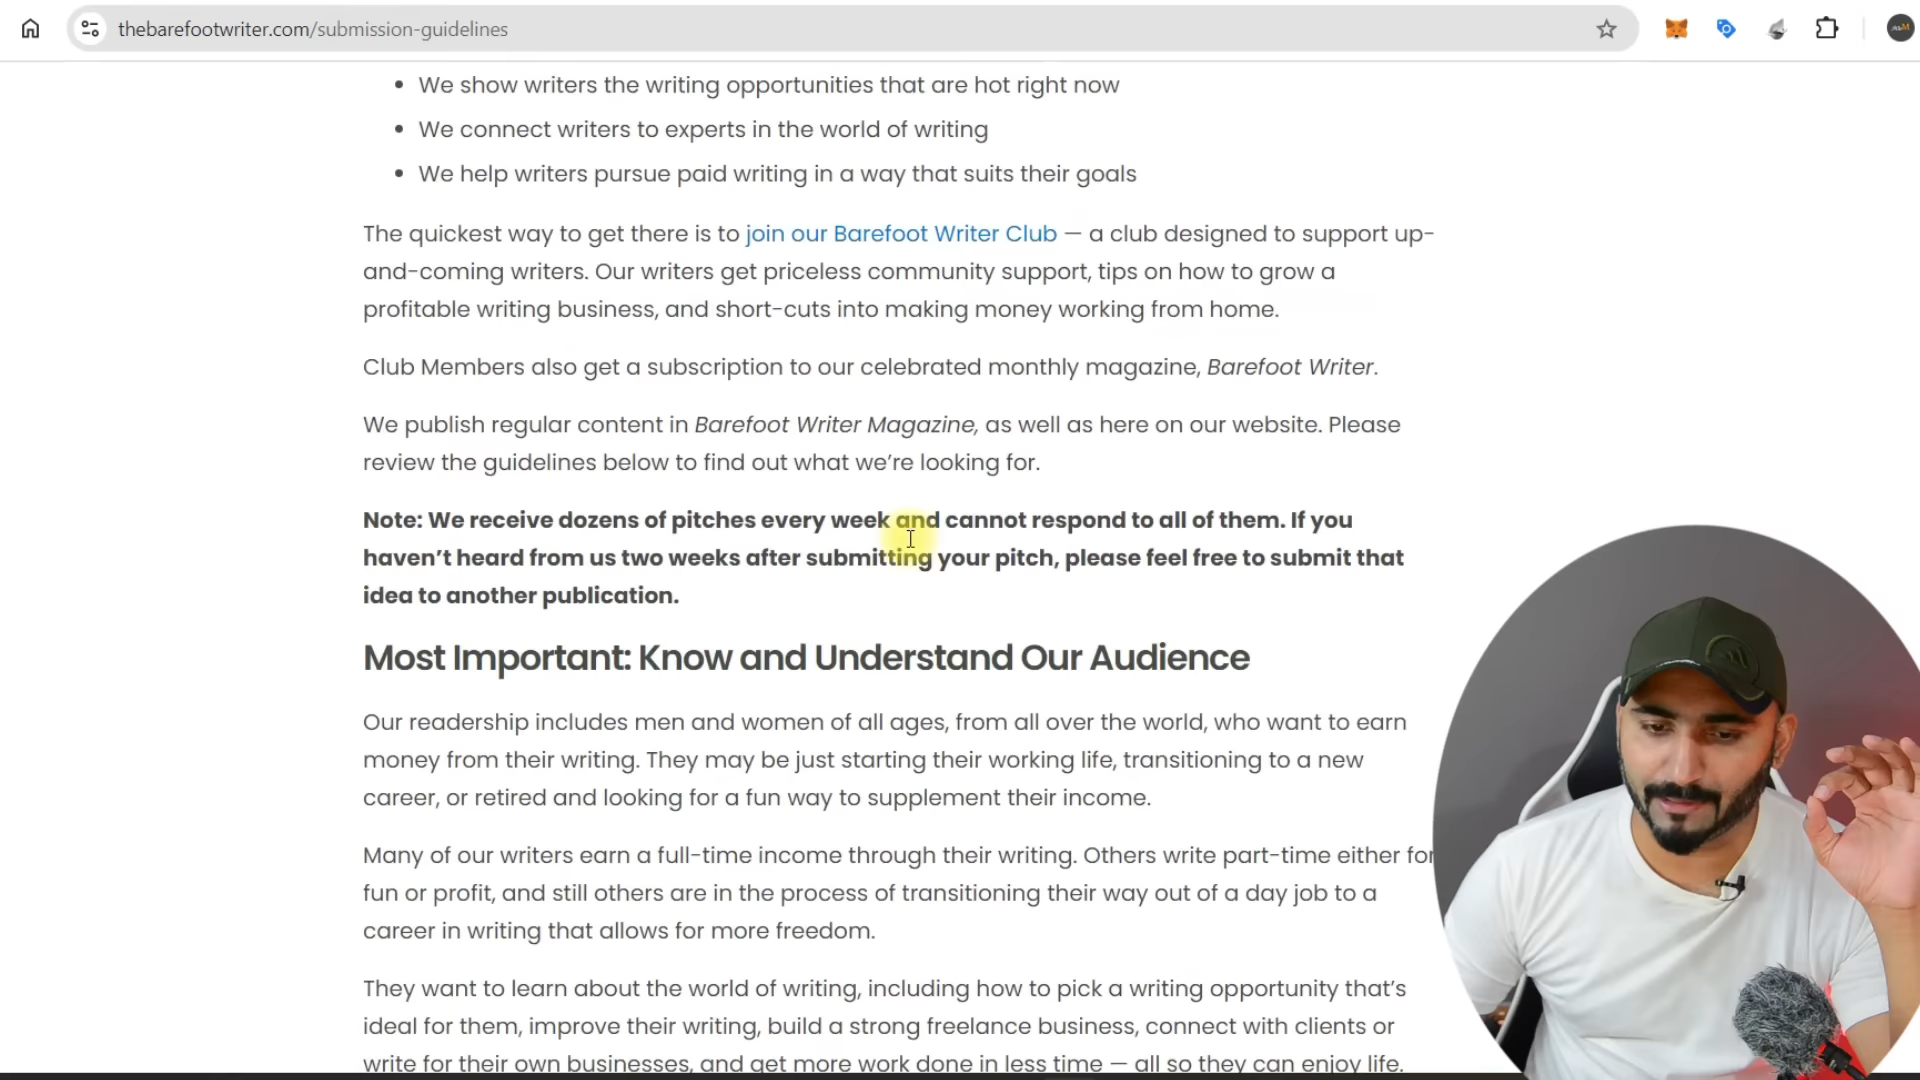 thebarefootwriter.com/submission-guidelines
• We show writers the writing opportunities that are hot right now
• We connect writers to experts in the world of writing
• We help writers pursue paid writing in a way that suits their goals
The quickest way to get there is to join our Barefoot Writer Club — a club designed to support up-
and-coming writers. Our writers get priceless community support, tips on how to grow a
profitable writing business, and short-cuts into making money working from home.
Club Members also get a subscription to our celebrated monthly magazine, Barefoot Writer.
We publish regular content in Barefoot Writer Magazine, as well as here on our website. Please
review the guidelines below to find out what we’re looking for.
Note: We receive dozens of pitches every week and cannot respond to all of them. If you
haven’t heard from us two weeks after submitting your pitch, please feel free to submit that
idea to another publication.
Most Important: Know and Understand Our Audience
Our readership includes men and women of all ages, from all over the world, who want to earn
money from their writing. They may be just starting their working life, transitioning to a new
career, or retired and looking for a fun way to supplement their income.
Many of our writers earn a full-time income through their writing. Others write part-time either for
fun or profit, and still others are in the process of transitioning their way out of a day job to a
career in writing that allows for more freedom.
They want to learn about the world of writing, including how to pick a writing opportunity that’s
ideal for them, improve their writing, build a strong freelance business, connect with clients or
write for their own businesses, and get more work done in less time — all so they can enjoy life.